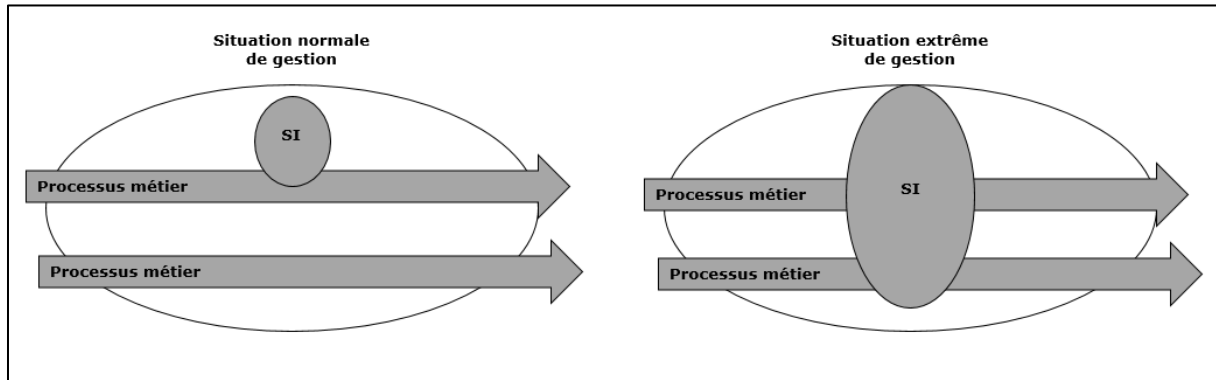 Situation normale
de gestion
SI
Processus métier
Processus métier
Situation extrême
de gestion
SI
Processus métier
Processus métier